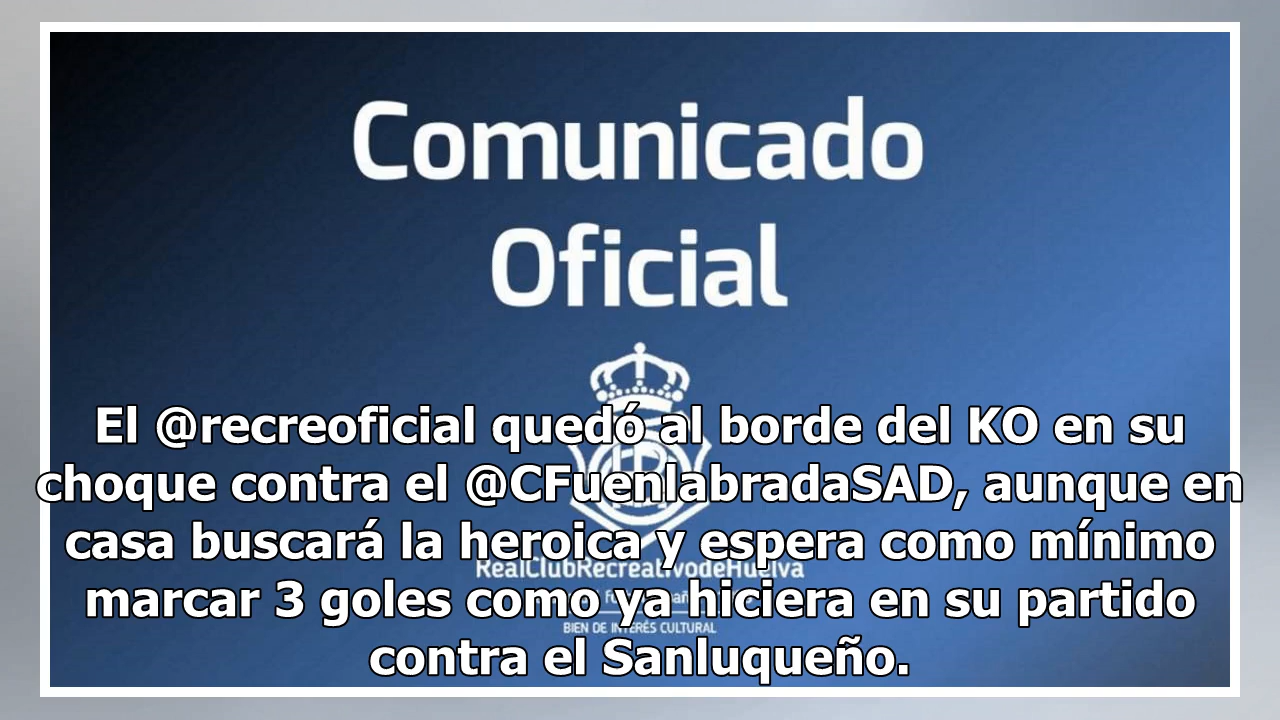 Comunicado
Oficial
El @recreoficial quedó al borde del KO en su
choque contra el @CFuenlabradaSAD, aunque en
casa buscará la heroica y espera como mínimo
RealClubRecreativodeHuelva
marcar 3 goles como ya hiciera en su partido
BIEN DE INTERÉS CULTURAL
contra el Sanluqueño.